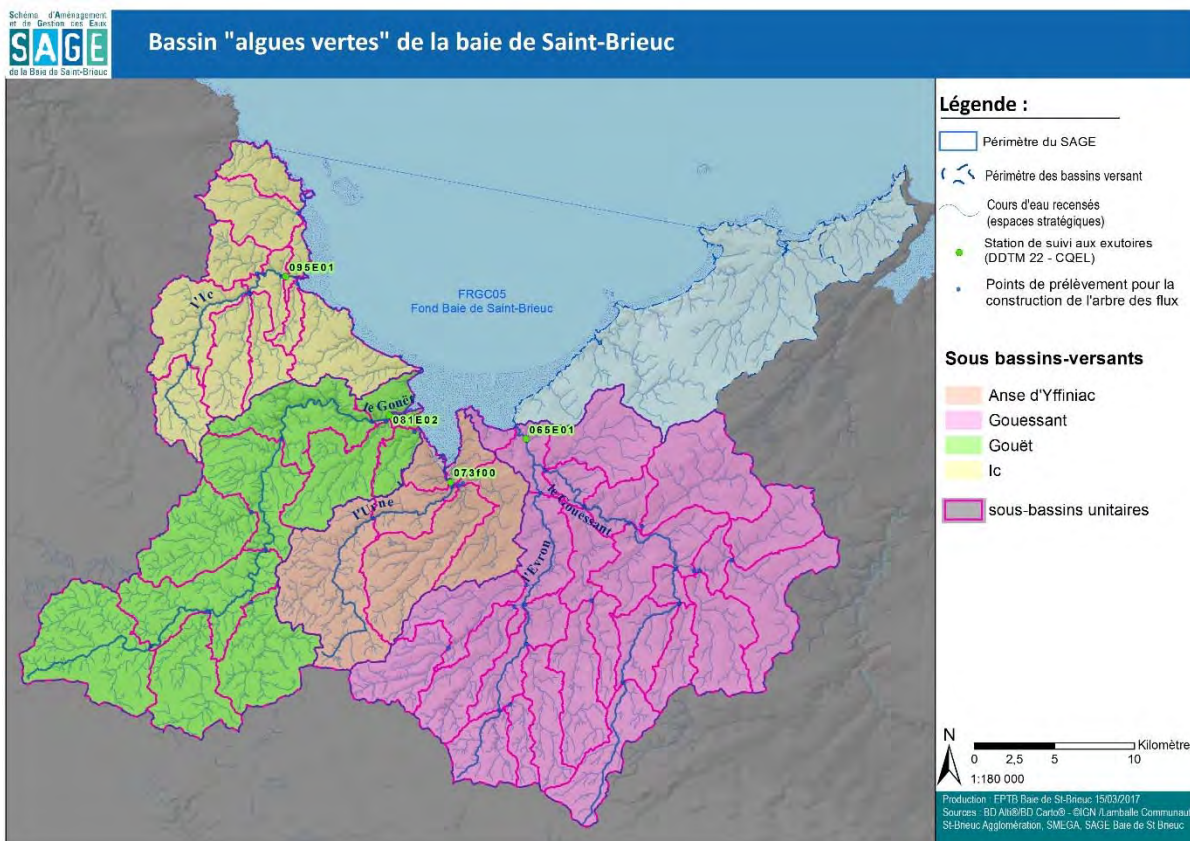 Schéma d'Aménagement
et de Gestion des Eaux
SAGE
de la Baie de Saint-Brieuc
Bassin "algues vertes" de la baie de Saint-Brieuc
Légende :
Périmètre du SAGE
Périmètre des bassins versant
Cours d'eau recensés
(espaces stratégiques)
Station de suivi aux exutoires
(DDTM 22 - CQEL)
Points de prélèvement pour la
construction de l'arbre des flux
Sous bassins-versants
Anse d'Yffiniac
Gouessant
Gouët
Ic
sous-bassins unitaires
095E01
l'Ic
FRGC05
Fond Baie de Saint-Brieuc
le Gouët
081E02
065E01
073f00
l'Urne
le Gouessant
l'Evron
N
Kilomètre
0 2,5 5 10
1:180 000
Production : EPTB Baie de St-Brieuc 15/03/2017
Sources : BD Alti®/BD Carto® - ©IGN /Lamballe Communaut
St-Brieuc Agglomération, SMEGA, SAGE Baie de St Brieuc